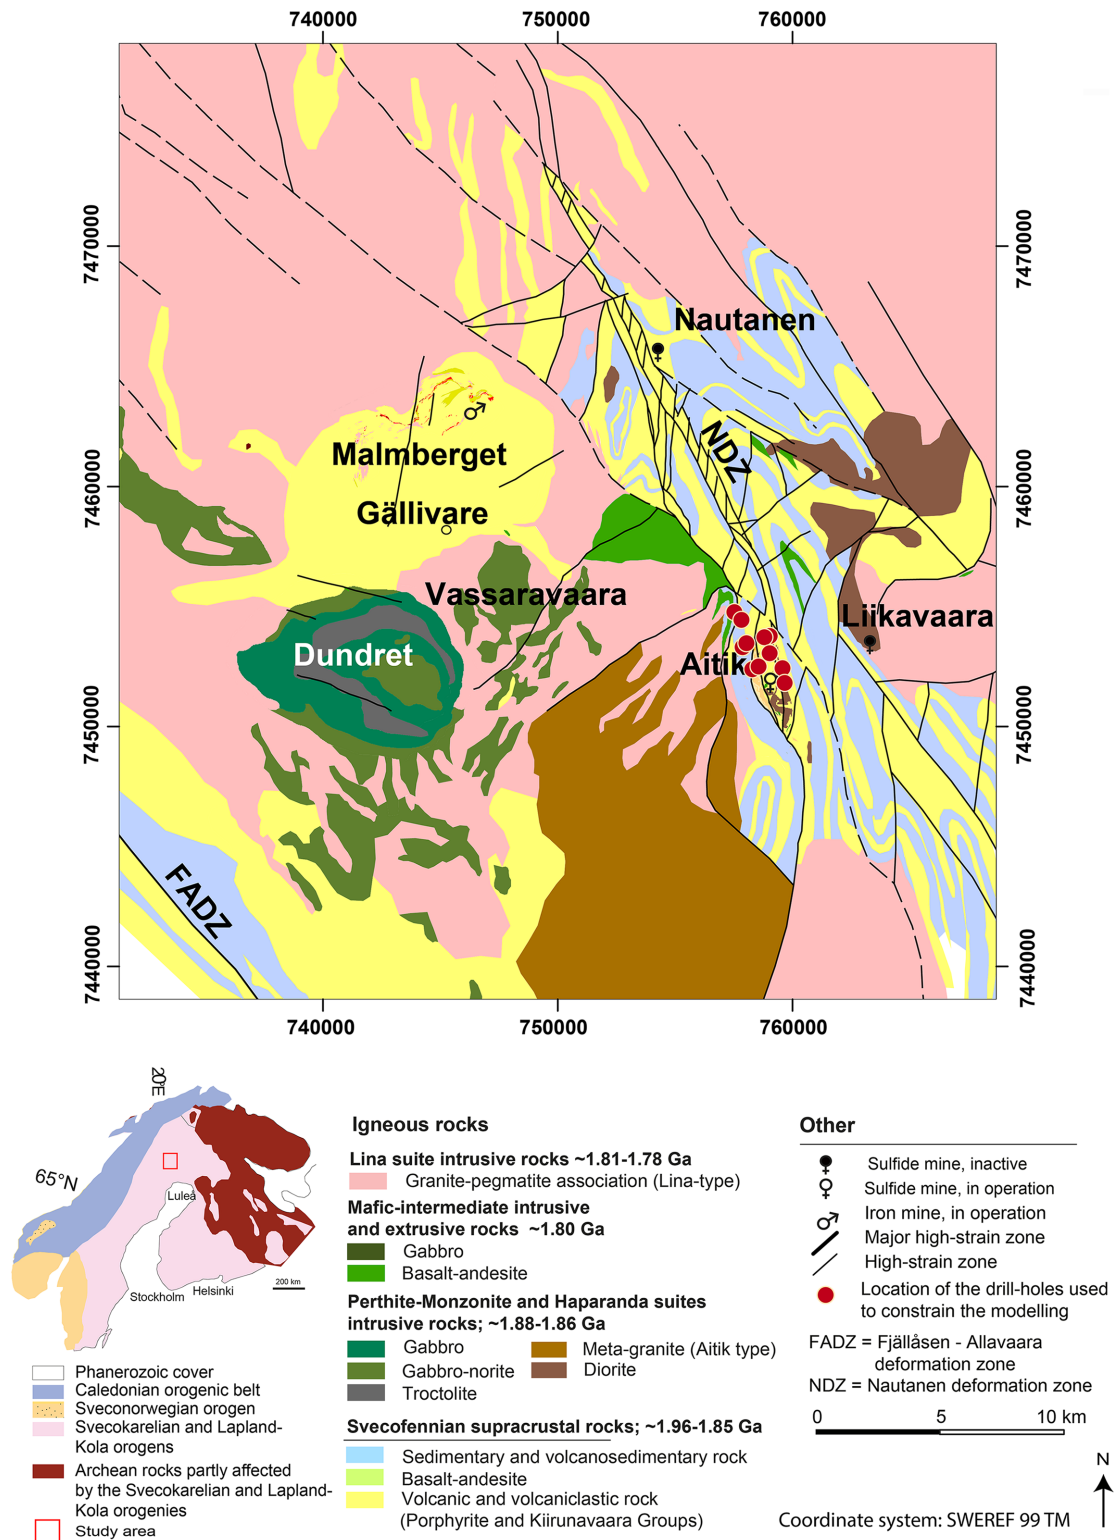 740000
750000
760000
7470000
7470000
Nautanen
NDZ
Malmberget
7460000
7460000
Gällivare
Vassaravaara
Liikavaara
Dundret
Aitik
7450000
7450000
FADZ
7440000
7440000
740000
750000
760000
20°E
65°N
Luleå
Stockholm
Helsinki
200 km
Phanerozoic cover
Caledonian orogenic belt
Sveconorwegian orogen
Svecokarelian and Lapland-
Kola orogens
Archean rocks partly affected
by the Svecokarelian and Lapland-
Kola orogenies
Study area
Igneous rocks
Lina suite intrusive rocks ~1.81-1.78 Ga
Granite-pegmatite association (Lina-type)
Mafic-intermediate intrusive
and extrusive rocks ~1.80 Ga
Gabbro
Basalt-andesite
Perthite-Monzonite and Haparanda suites
intrusive rocks; ~1.88-1.86 Ga
Gabbro
Meta-granite (Aitik type)
Gabbro-norite
Diorite
Troctolite
Svecofennian supracrustal rocks; ~1.96-1.85 Ga
Sedimentary and volcanosedimentary rock
Basalt-andesite
Volcanic and volcaniclastic rock
(Porphyrite and Kiirunavaara Groups)
Other
Sulfide mine, inactive
Sulfide mine, in operation
Iron mine, in operation
Major high-strain zone
High-strain zone
Location of the drill-holes used
to constrain the modelling
FADZ = Fjällåsen - Allavaara
deformation zone
NDZ = Nautanen deformation zone
0 5 10 km
N
Coordinate system: SWEREF 99 TM